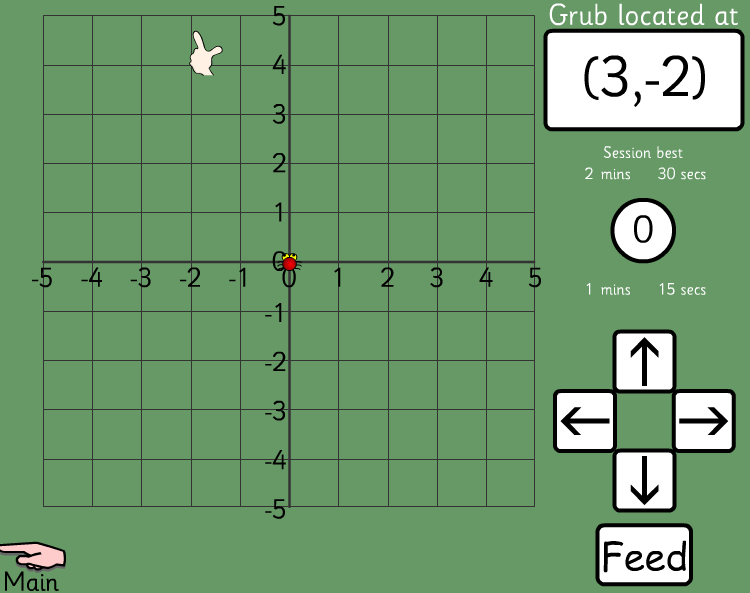 Grub located at
(3,-2)
Session best
2 mins 30 secs
0
1 mins 15 secs
5
4
3
2
1
0
-5 -4 -3 -2 -1 0 1 2 3 4 5
-1
-2
-3
-4
-5
Feed
Main